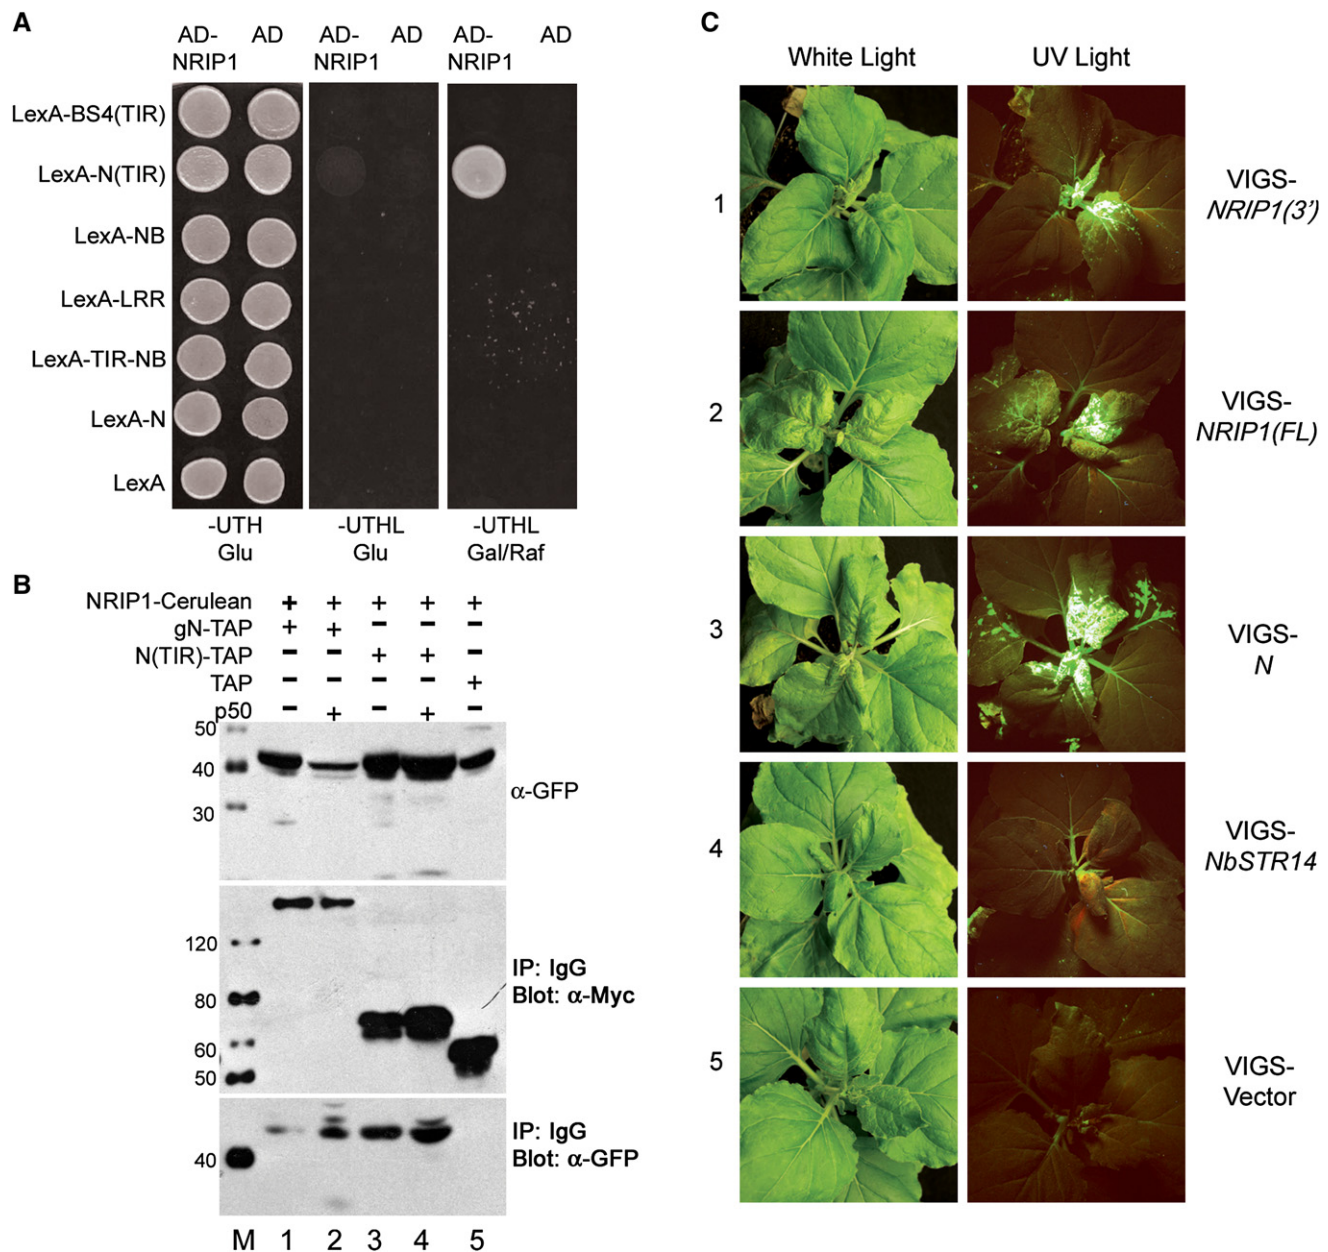 A
AD-
NRIP1
AD
AD-
NRIP1
AD
AD-
NRIP1
AD
LexA-BS4(TIR)
LexA-N(TIR)
LexA-NB
LexA-LRR
LexA-TIR-NB
LexA-N
LexA
-UTH
Glu
-UTHL
Glu
-UTHL
Gal/Raf
B
NRIP1-Cerulean + + + + +
gN-TAP + + - - -
N(TIR)-TAP - - + + -
TAP - - - - +
p50 - + - + -
50
40
30
α-GFP
120
80
60
50
IP: IgG
Blot: α-Myc
40
IP: IgG
Blot: α-GFP
M 1 2 3 4 5
C
White Light
UV Light
1
VIGS-
NRIP1(3')
2
VIGS-
NRIP1(FL)
3
VIGS-
N
4
VIGS-
NbSTR14
5
VIGS-
Vector